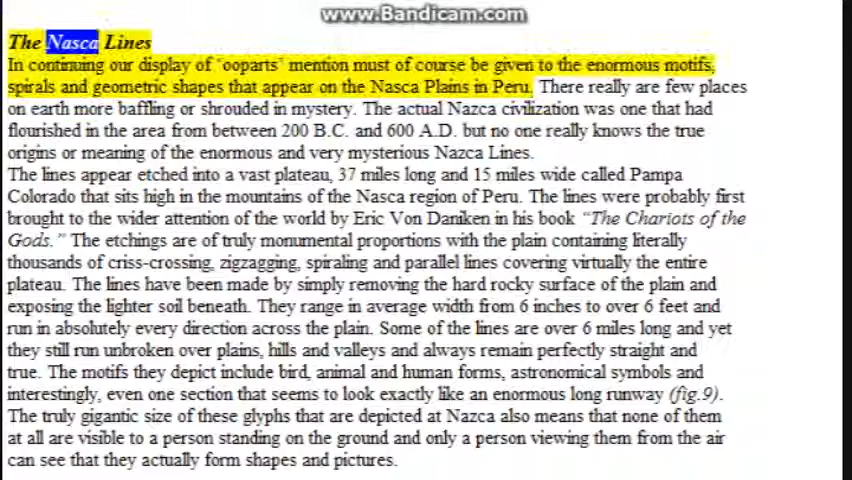 www.Bandicam.com
The Nasca Lines
In continuing our display of 'ooparts' mention must of course be given to the enormous motifs,
spirals and geometric shapes that appear on the Nasca Plains in Peru. There really are few places
on earth more baffling or shrouded in mystery. The actual Nazca civilization was one that had
flourished in the area from between 200 B.C. and 600 A.D. but no one really knows the true
origins or meaning of the enormous and very mysterious Nazca Lines.
The lines appear etched into a vast plateau, 37 miles long and 15 miles wide called Pampa
Colorado that sits high in the mountains of the Nasca region of Peru. The lines were probably first
brought to the wider attention of the world by Eric Von Daniken in his book "The Chariots of the
Gods." The etchings are of truly monumental proportions with the plain containing literally
thousands of criss-crossing, zigzagging, spiraling and parallel lines covering virtually the entire
plateau. The lines have been made by simply removing the hard rocky surface of the plain and
exposing the lighter soil beneath. They range in average width from 6 inches to over 6 feet and
run in absolutely every direction across the plain. Some of the lines are over 6 miles long and yet
they still run unbroken over plains, hills and valleys and always remain perfectly straight and
true. The motifs they depict include bird, animal and human forms, astronomical symbols and
interestingly, even one section that seems to look exactly like an enormous long runway (fig.9).
The truly gigantic size of these glyphs that are depicted at Nazca also means that none of them
at all are visible to a person standing on the ground and only a person viewing them from the air
can see that they actually form shapes and pictures.